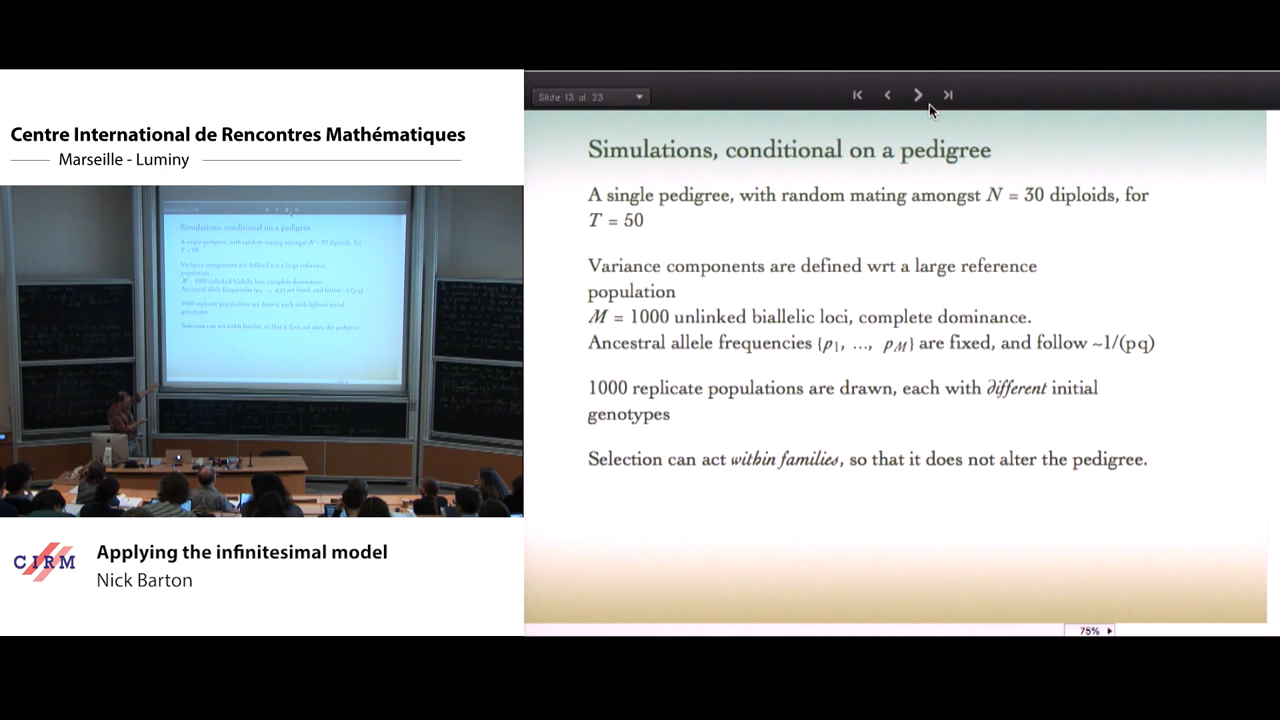 Centre International de Rencontres Mathématiques
Marseille - Luminy
Slide 13 of 23
Simulations, conditional on a pedigree
A single pedigree, with random mating amongst N = 30 diploids, for
T = 50
Variance components are defined wrt a large reference
population
M = 1000 unlinked biallelic loci, complete dominance.
Ancestral allele frequencies {p1, ..., pM} are fixed, and follow ~1/(pq)
1000 replicate populations are drawn, each with different initial
genotypes
Selection can act within families, so that it does not alter the pedigree.
75%
CIRM
Applying the infinitesimal model
Nick Barton